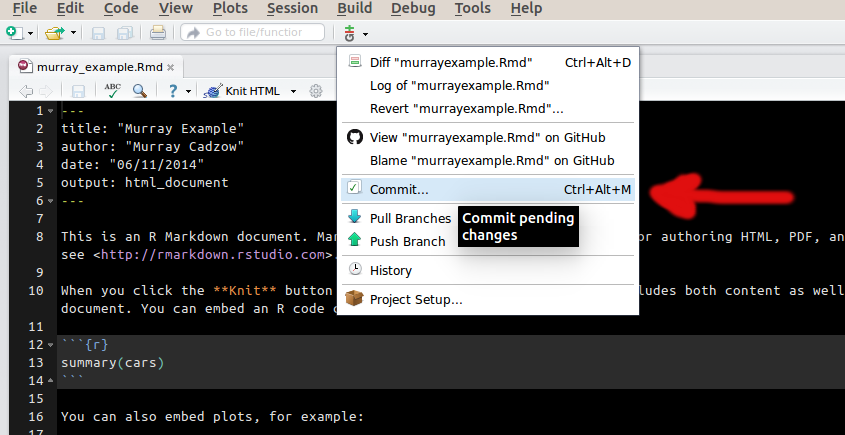 File Edit Code View Plots Session Build Debug Tools Help
Go to file/function
murray_example.Rmd
ABC Knit HTML
Diff "murrayexample.Rmd" Ctrl+Alt+D
Log of "murrayexample.Rmd"
Revert "murrayexample.Rmd"...
View "murrayexample.Rmd" on GitHub
Blame "murrayexample.Rmd" on GitHub
Commit... Ctrl+Alt+M
Pull Branches
Push Branch
History
Project Setup...
Commit pending
changes
1 ---
2 title: "Murray Example"
3 author: "Murray Cadzow"
4 date: "06/11/2014"
5 output: html_document
6 ---
7
8 This is an R Markdown document. Mar or authoring HTML, PDF, an
see <http://rmarkdown.rstudio.com>.
9
10 When you click the **Knit** button ludes both content as well
document. You can embed an R code c
11
12 ```{r}
13 summary(cars)
14 ```
15
16 You can also embed plots, for example:
17